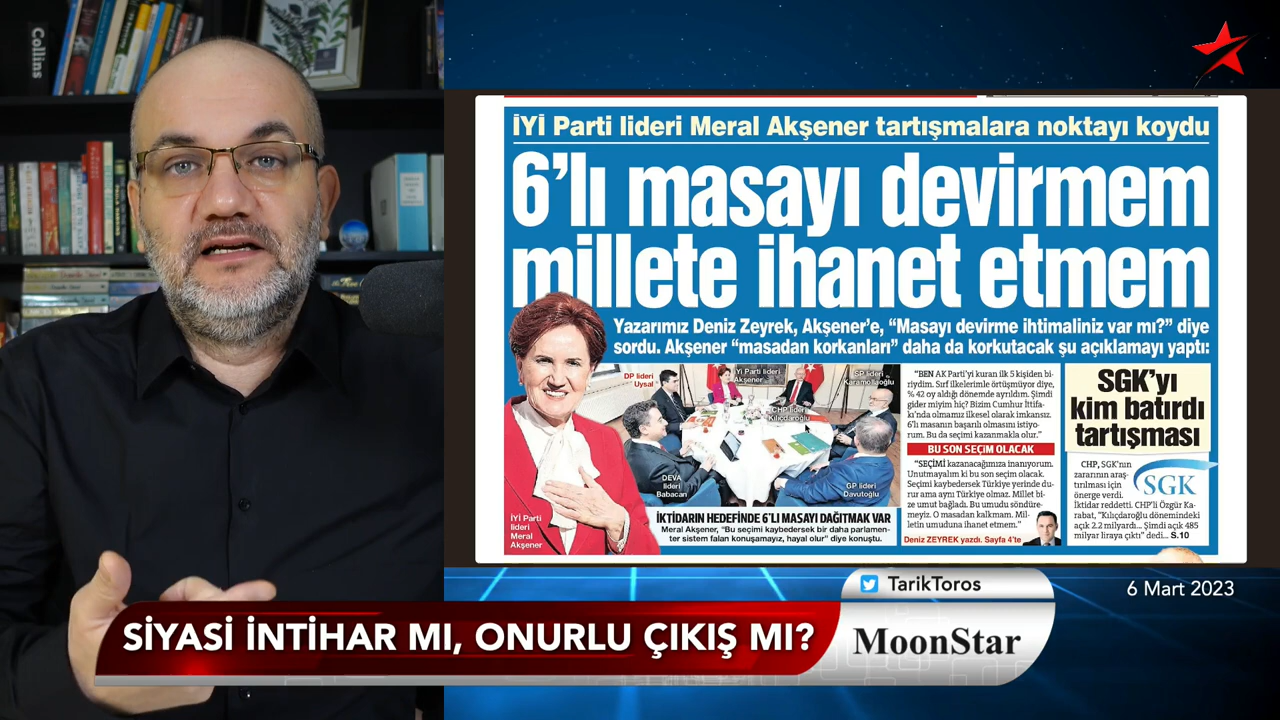 Collins
İYİ Parti lideri Meral Akşener tartışmalara noktayı koydu
6'lı masayı devirmem
millete ihanet etmem
Yazarımız Deniz Zeyrek, Akşener'e, “Masayı devirme ihtimaliniz var mı?” diye
sordu. Akşener “masadan korkanları” daha da korkutacak şu açıklamayı yaptı:
DP lideri
Uysal
İYİ Parti lideri
Akşener
SP lideri
Karamollaoğlu
CHP lideri
Kılıçdaroğlu
DEVA
lideri
Babacan
GP lideri
Davutoğlu
İYİ Parti
lideri
Meral
Akşener
İKTİDARIN HEDEFİNDE 6'LI MASAYI DAĞITMAK VAR
Meral Akşener, “Bu seçimi kaybedersek bir daha parlamen-
ter sistem falan konuşamayız, hayal olur” diye konuştu.
“BEN AK Parti'yi kuran ilk 5 kişiden bi-
riydim. Sırf ilkelerimle örtüşmüyor diye,
% 42 oy aldığı dönemde ayrıldım. Şimdi
gider miyim hiç? Bizim Cumhur İttifa-
kı'nda olmamız ilkesel olarak imkansız.
6'lı masanın başarılı olmasını istiyo-
rum. Bu da seçimi kazanmakla olur.”
BU SON SEÇİM OLACAK
“SEÇİMİ kazanacağımıza inanıyorum.
Unutmayalım ki bu son seçim olacak.
Seçimi kaybedersek Türkiye yerinde du-
rur ama aynı Türkiye olmaz. Millet bi-
ze umut bağladı. Bu umudu söndüre-
meyiz. O masadan kalkmam. Mil-
letin umuduna ihanet etmem.”
Deniz ZEYREK yazdı. Sayfa 4'te
SGK'yı
kim batırdı
tartışması
CHP, SGK'nın
zararının araş-
tırılması için
önerge verdi.
İktidar reddetti. CHP'li Özgür Ka-
rabat, “Kılıçdaroğlu dönemindeki
açık 2.2 milyardı... Şimdi açık 485
milyar liraya çıktı” dedi... S.10
SGK
TarikToros
6 Mart 2023
SİYASİ İNTİHAR MI, ONURLU ÇIKIŞ MI?
MoonStar